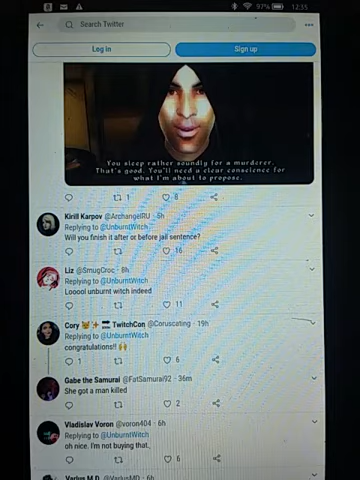 97% 12:35
Search Twitter
Log in
Sign up
You sleep rather soundly for a murderer.
That's good. You'll need a clear conscience for
what I'm about to propose.
1 8
Kirill Karpov @ArchangelRU · 6h
Replying to @UnburntWitch
Will you finish it after or before jail sentence?
16
Liz @SmugCroc · 8h
Replying to @UnburntWitch
Looool unburnt witch indeed
11
Cory TwitchCon @Coruscating · 19h
Replying to @UnburntWitch
congratulations!!
1 6
Gabe the Samurai @FatSamurai92 · 36m
She got a man killed
2
Vladislav Voron @voron404 · 6h
Replying to @UnburntWitch
oh nice. I'm not buying that.
6
Varius M.D. @VariusMD · 6h